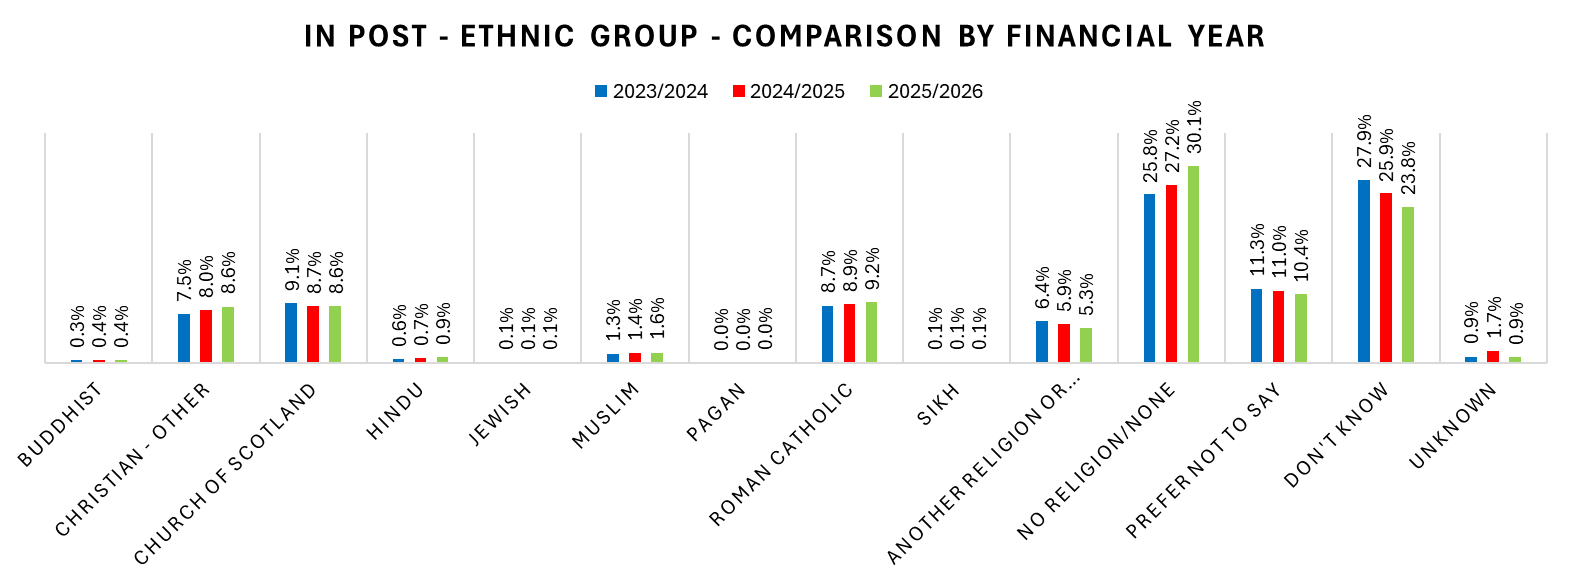 IN POST - ETHNIC GROUP - COMPARISON BY FINANCIAL YEAR
2023/2024 2024/2025 2025/2026
0.3% 0.4% 0.4%
7.5% 8.0% 8.6%
9.1% 8.7% 8.6%
0.6% 0.7% 0.9%
0.1% 0.1% 0.1%
1.3% 1.4% 1.6%
0.0% 0.0% 0.0%
8.7% 8.9% 9.2%
0.1% 0.1% 0.1%
6.4% 5.9% 5.3%
25.8% 27.2% 30.1%
11.3% 11.0% 10.4%
27.9% 25.9% 23.8%
0.9% 1.7% 0.9%
BUDDHIST
CHRISTIAN - OTHER
CHURCH OF SCOTLAND
HINDU
JEWISH
MUSLIM
PAGAN
ROMAN CATHOLIC
SIKH
ANOTHER RELIGION OR...
NO RELIGION/NONE
PREFER NOT TO SAY
DON'T KNOW
UNKNOWN